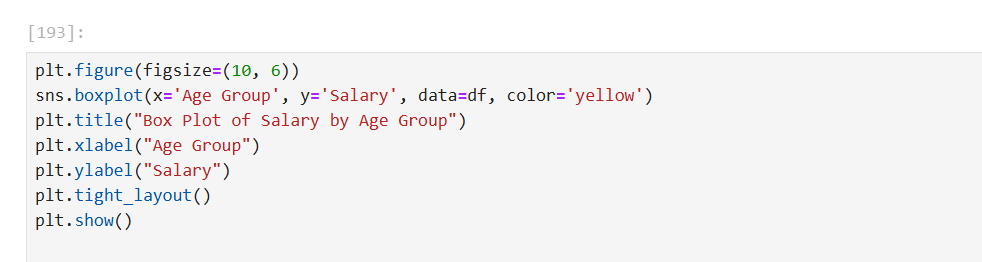 [193]:
plt.figure(figsize=(10, 6))
sns.boxplot(x='Age Group', y='Salary', data=df, color='yellow')
plt.title("Box Plot of Salary by Age Group")
plt.xlabel("Age Group")
plt.ylabel("Salary")
plt.tight_layout()
plt.show()